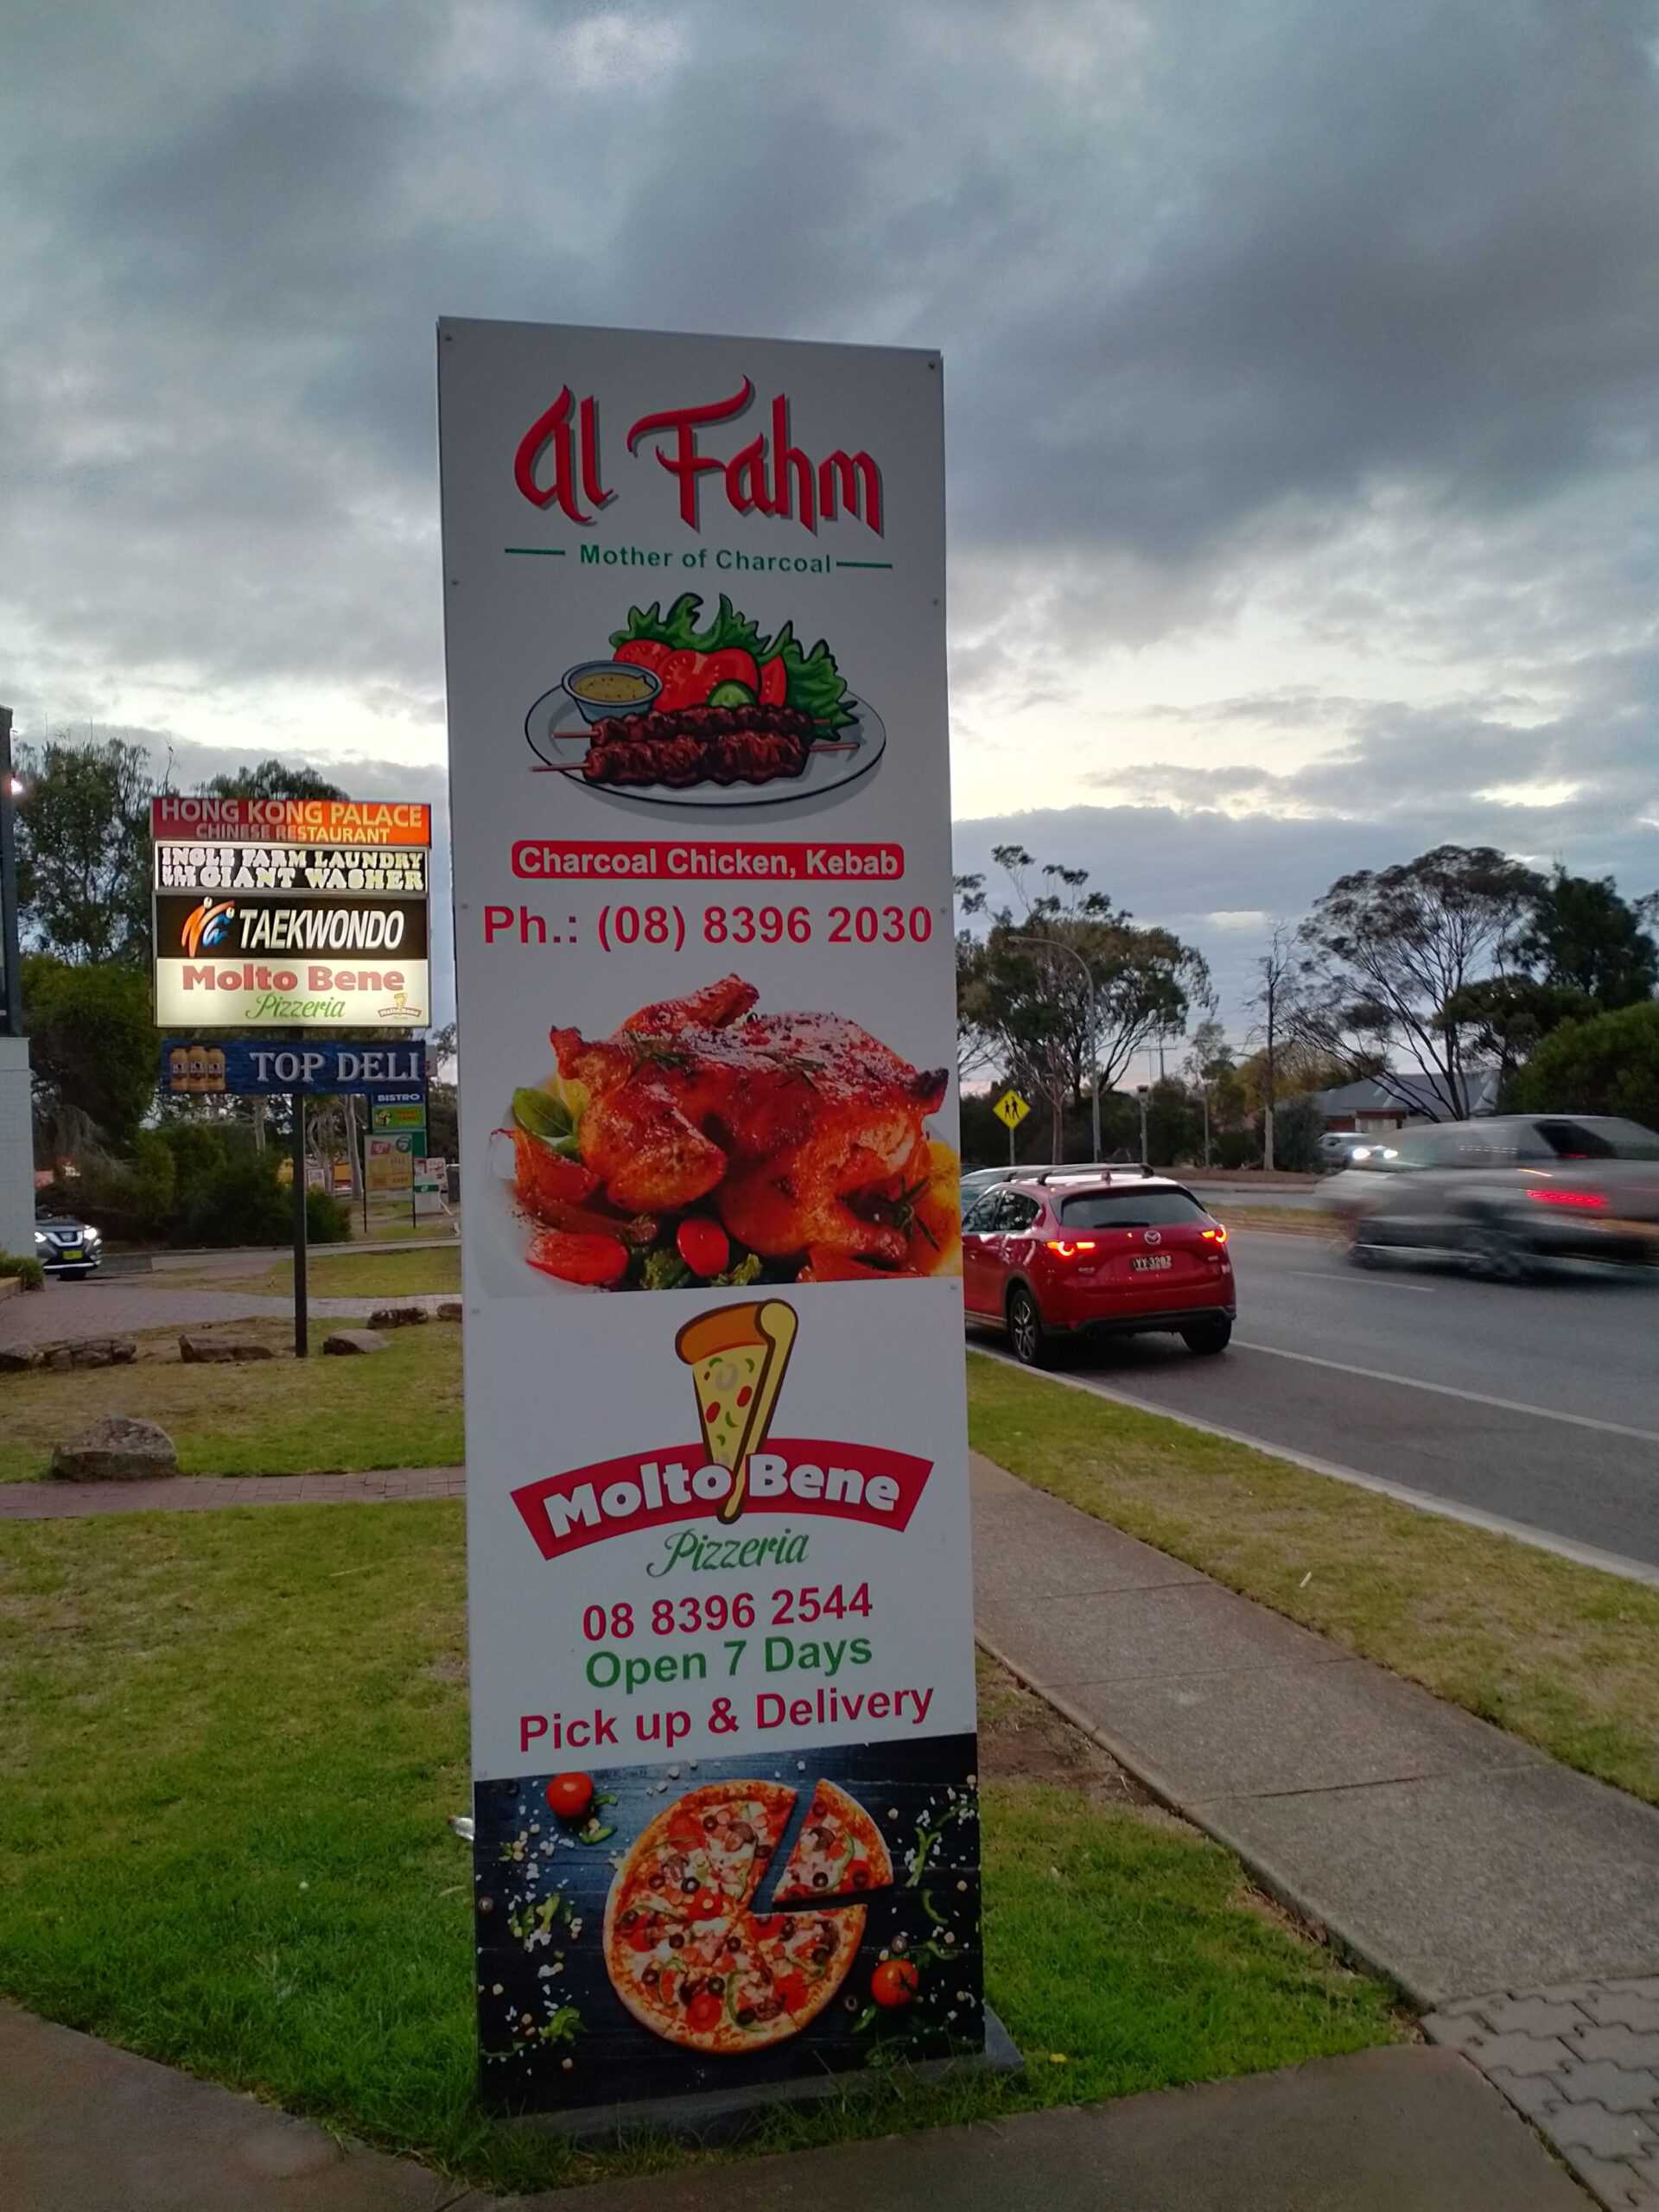 Al Fahm
Mother of Charcoal
Charcoal Chicken, Kebab
Ph.: (08) 8396 2030
Molto Bene
Pizzeria
08 8396 2544
Open 7 Days
Pick up & Delivery
HONG KONG PALACE
CHINESE RESTAURANT
INGLE FARM LAUNDRY
GIANT WASHER
TAEKWONDO
Molto Bene
Pizzeria
TOP DELI
BISTRO